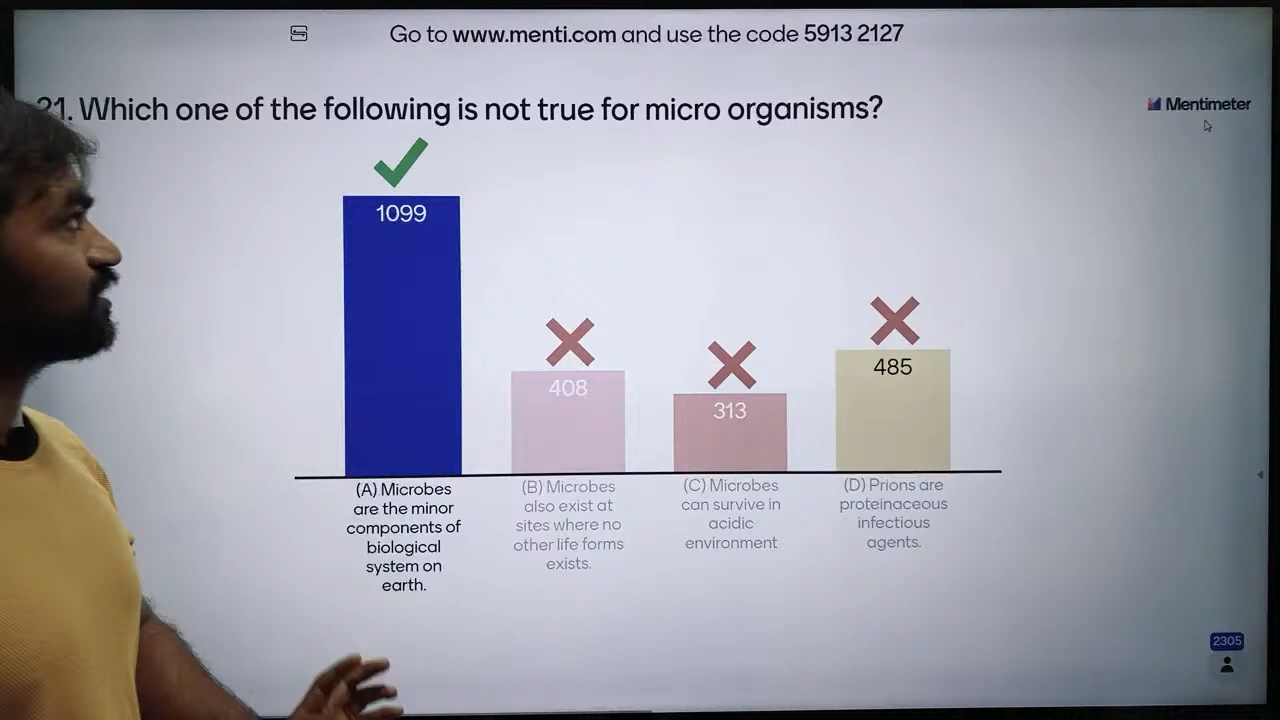 Go to www.menti.com and use the code 5913 2127
21. Which one of the following is not true for micro organisms?
Mentimeter
1099
408
313
485
(A) Microbes
are the minor
components of
biological
system on
earth.
(B) Microbes
also exist at
sites where no
other life forms
exists.
(C) Microbes
can survive in
acidic
environment
(D) Prions are
proteinaceous
infectious
agents.
2305